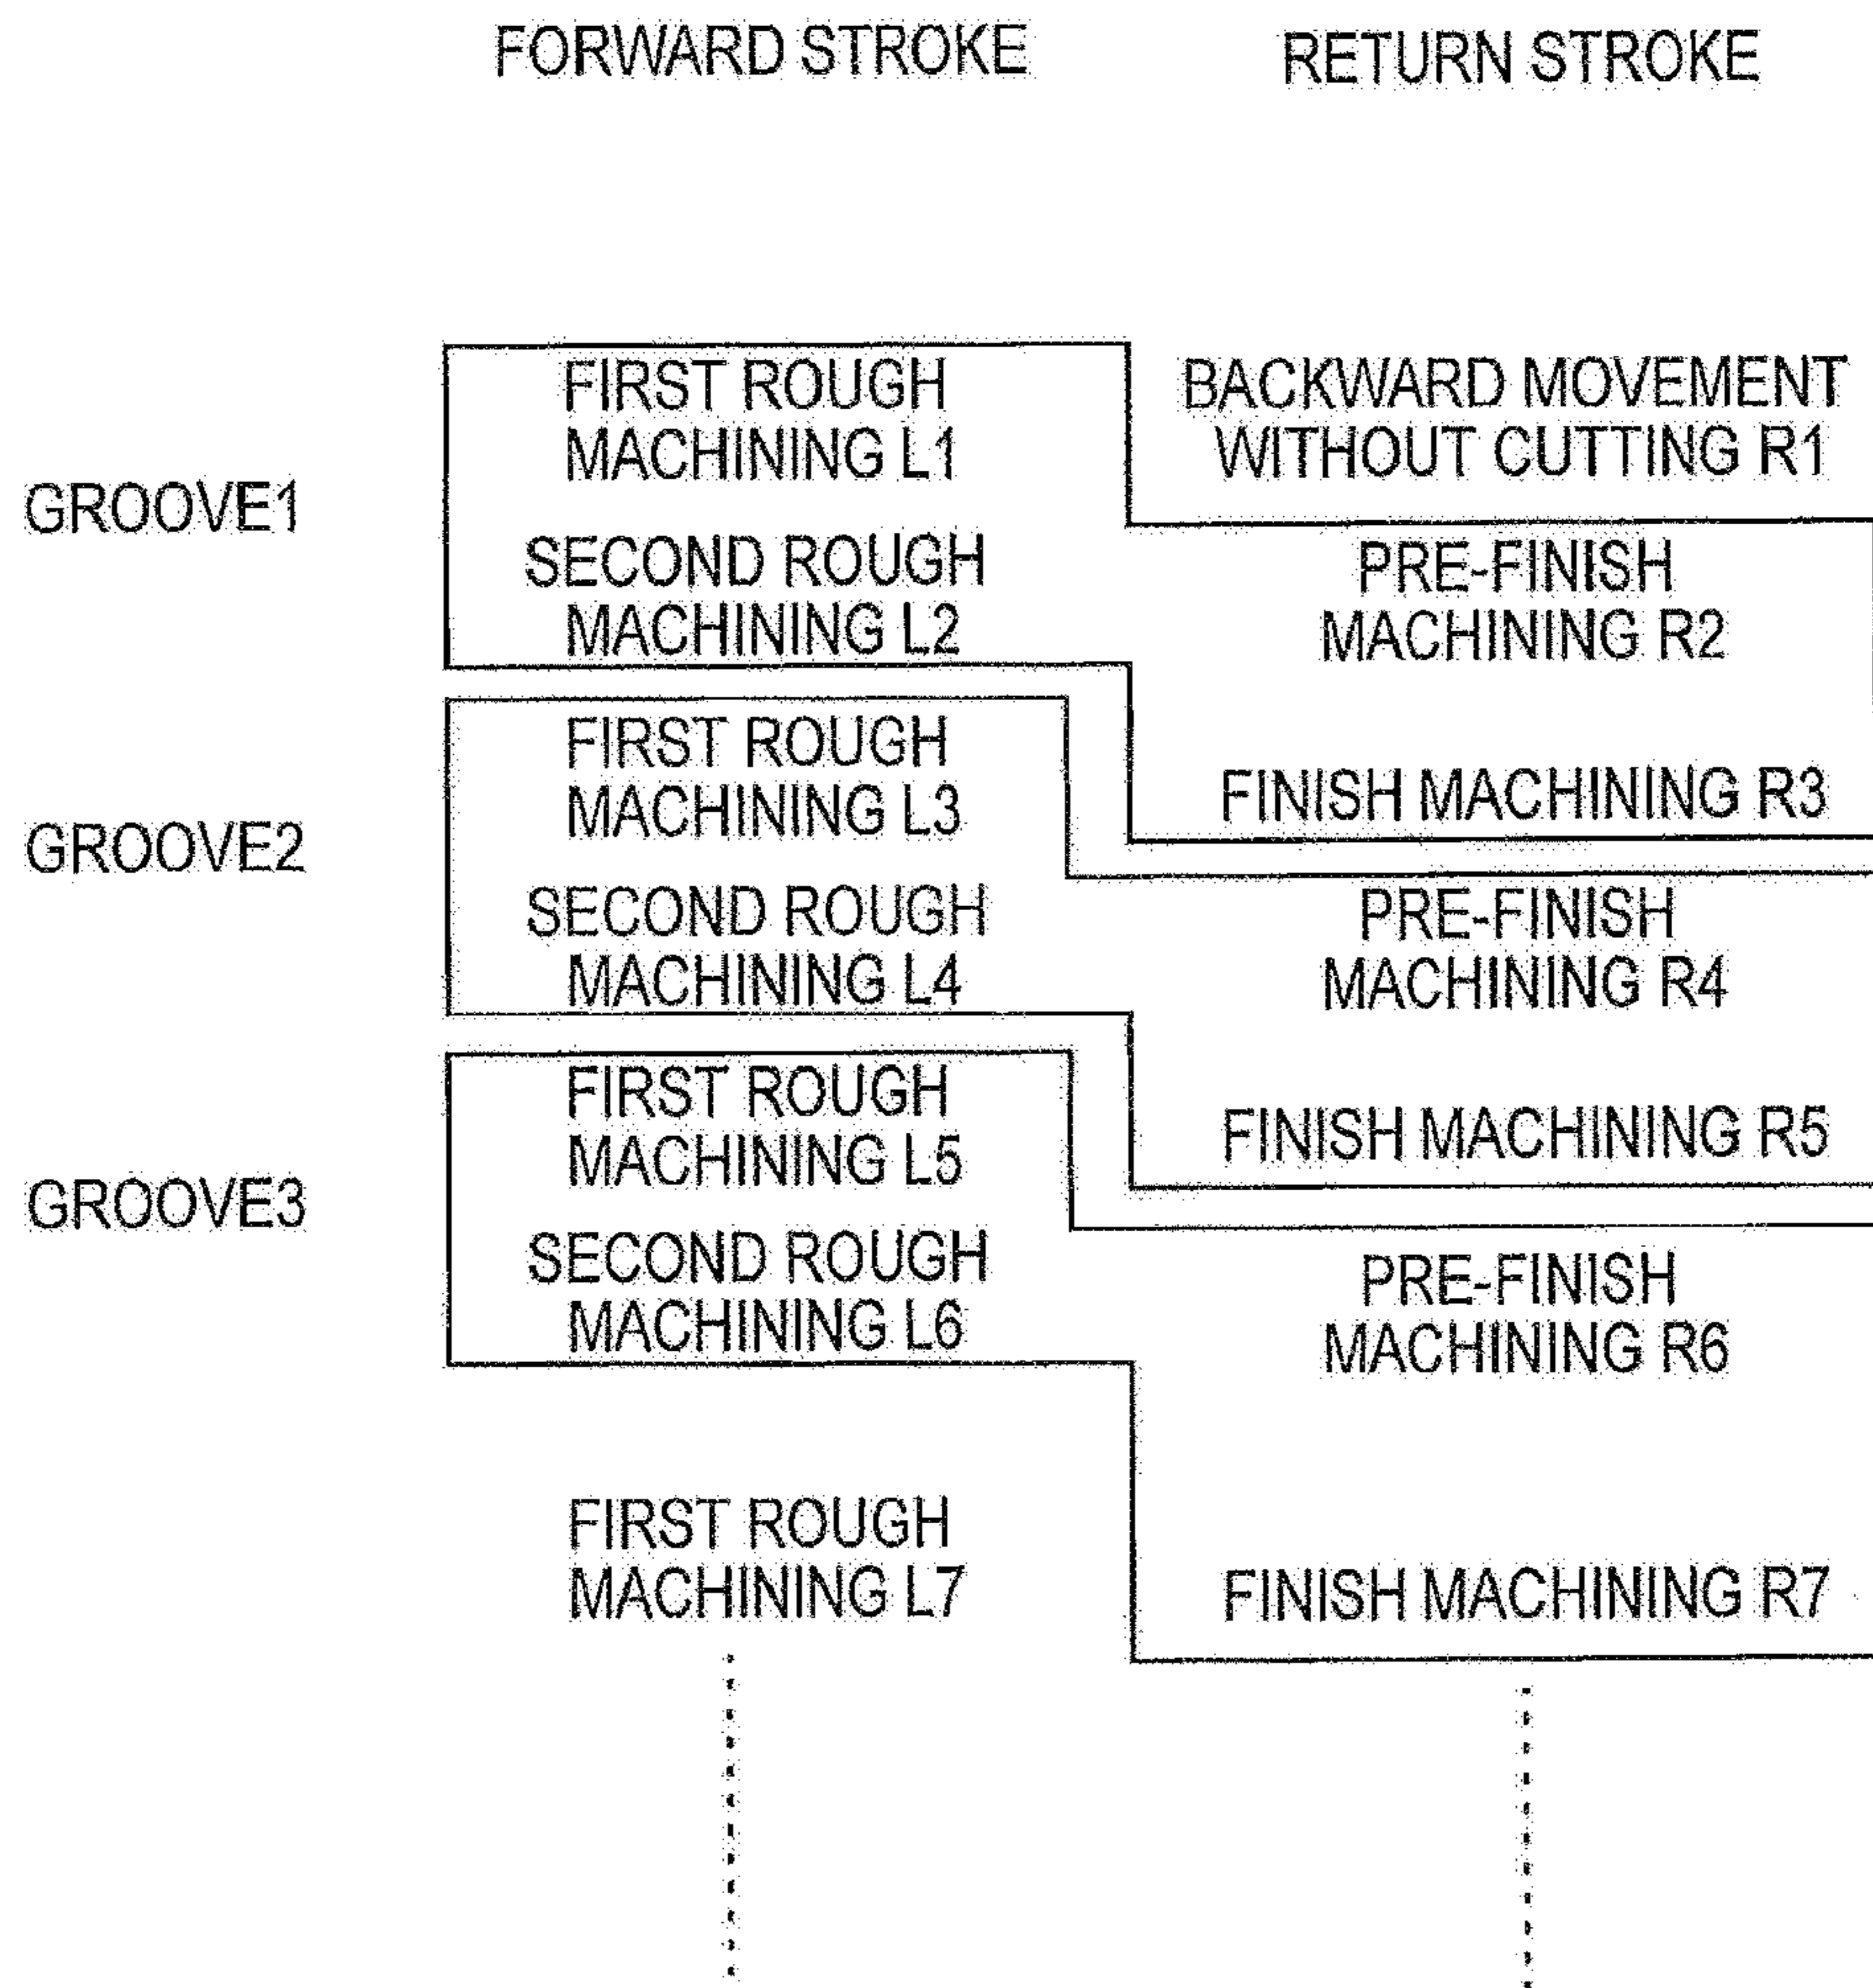 FORWARD STROKE
RETURN STROKE
GROOVE1
FIRST ROUGH
MACHINING L1
BACKWARD MOVEMENT
WITHOUT CUTTING R1
SECOND ROUGH
MACHINING L2
PRE-FINISH
MACHINING R2
GROOVE2
FIRST ROUGH
MACHINING L3
FINISH MACHINING R3
SECOND ROUGH
MACHINING L4
PRE-FINISH
MACHINING R4
GROOVE3
FIRST ROUGH
MACHINING L5
FINISH MACHINING R5
SECOND ROUGH
MACHINING L6
PRE-FINISH
MACHINING R6
FIRST ROUGH
MACHINING L7
FINISH MACHINING R7